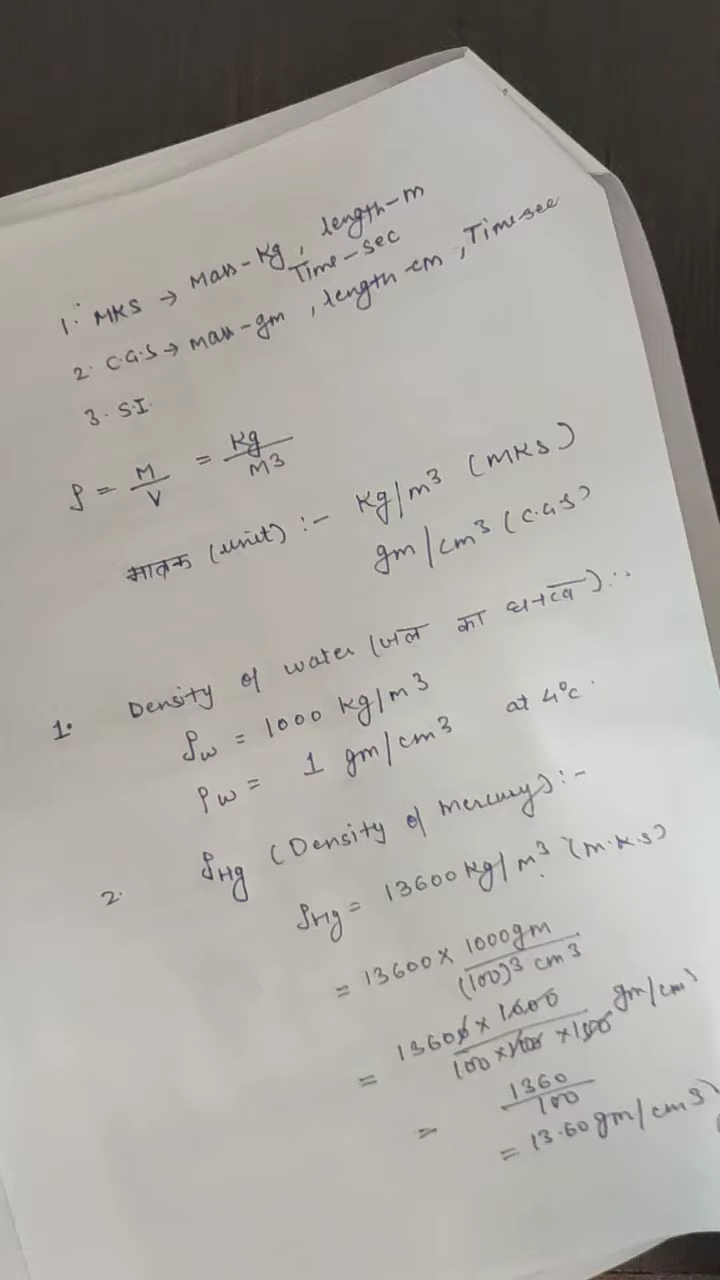 1. MKS → Mass - Kg, length - m
Time - sec
2. C.G.S → mass - gm, length - cm, Time sec
3. S.I.
ρ = M/V = Kg/M3
मात्रक (unit) :- Kg/m³ (MKS)
gm/cm³ (C.G.S)
1. Density of water (जल का घनत्व) :-
ρw = 1000 kg/m3
ρw = 1 gm/cm3 at 4°c.
2. ρHg (Density of mercury) :-
ρHg = 13600 kg/m³ (M.K.S)
= 13600 × 1000gm/(100)3 cm3
= 13600 × 1000/100 × 100 × 100 gm/cm³
= 1360/100
= 13.60 gm/cm3